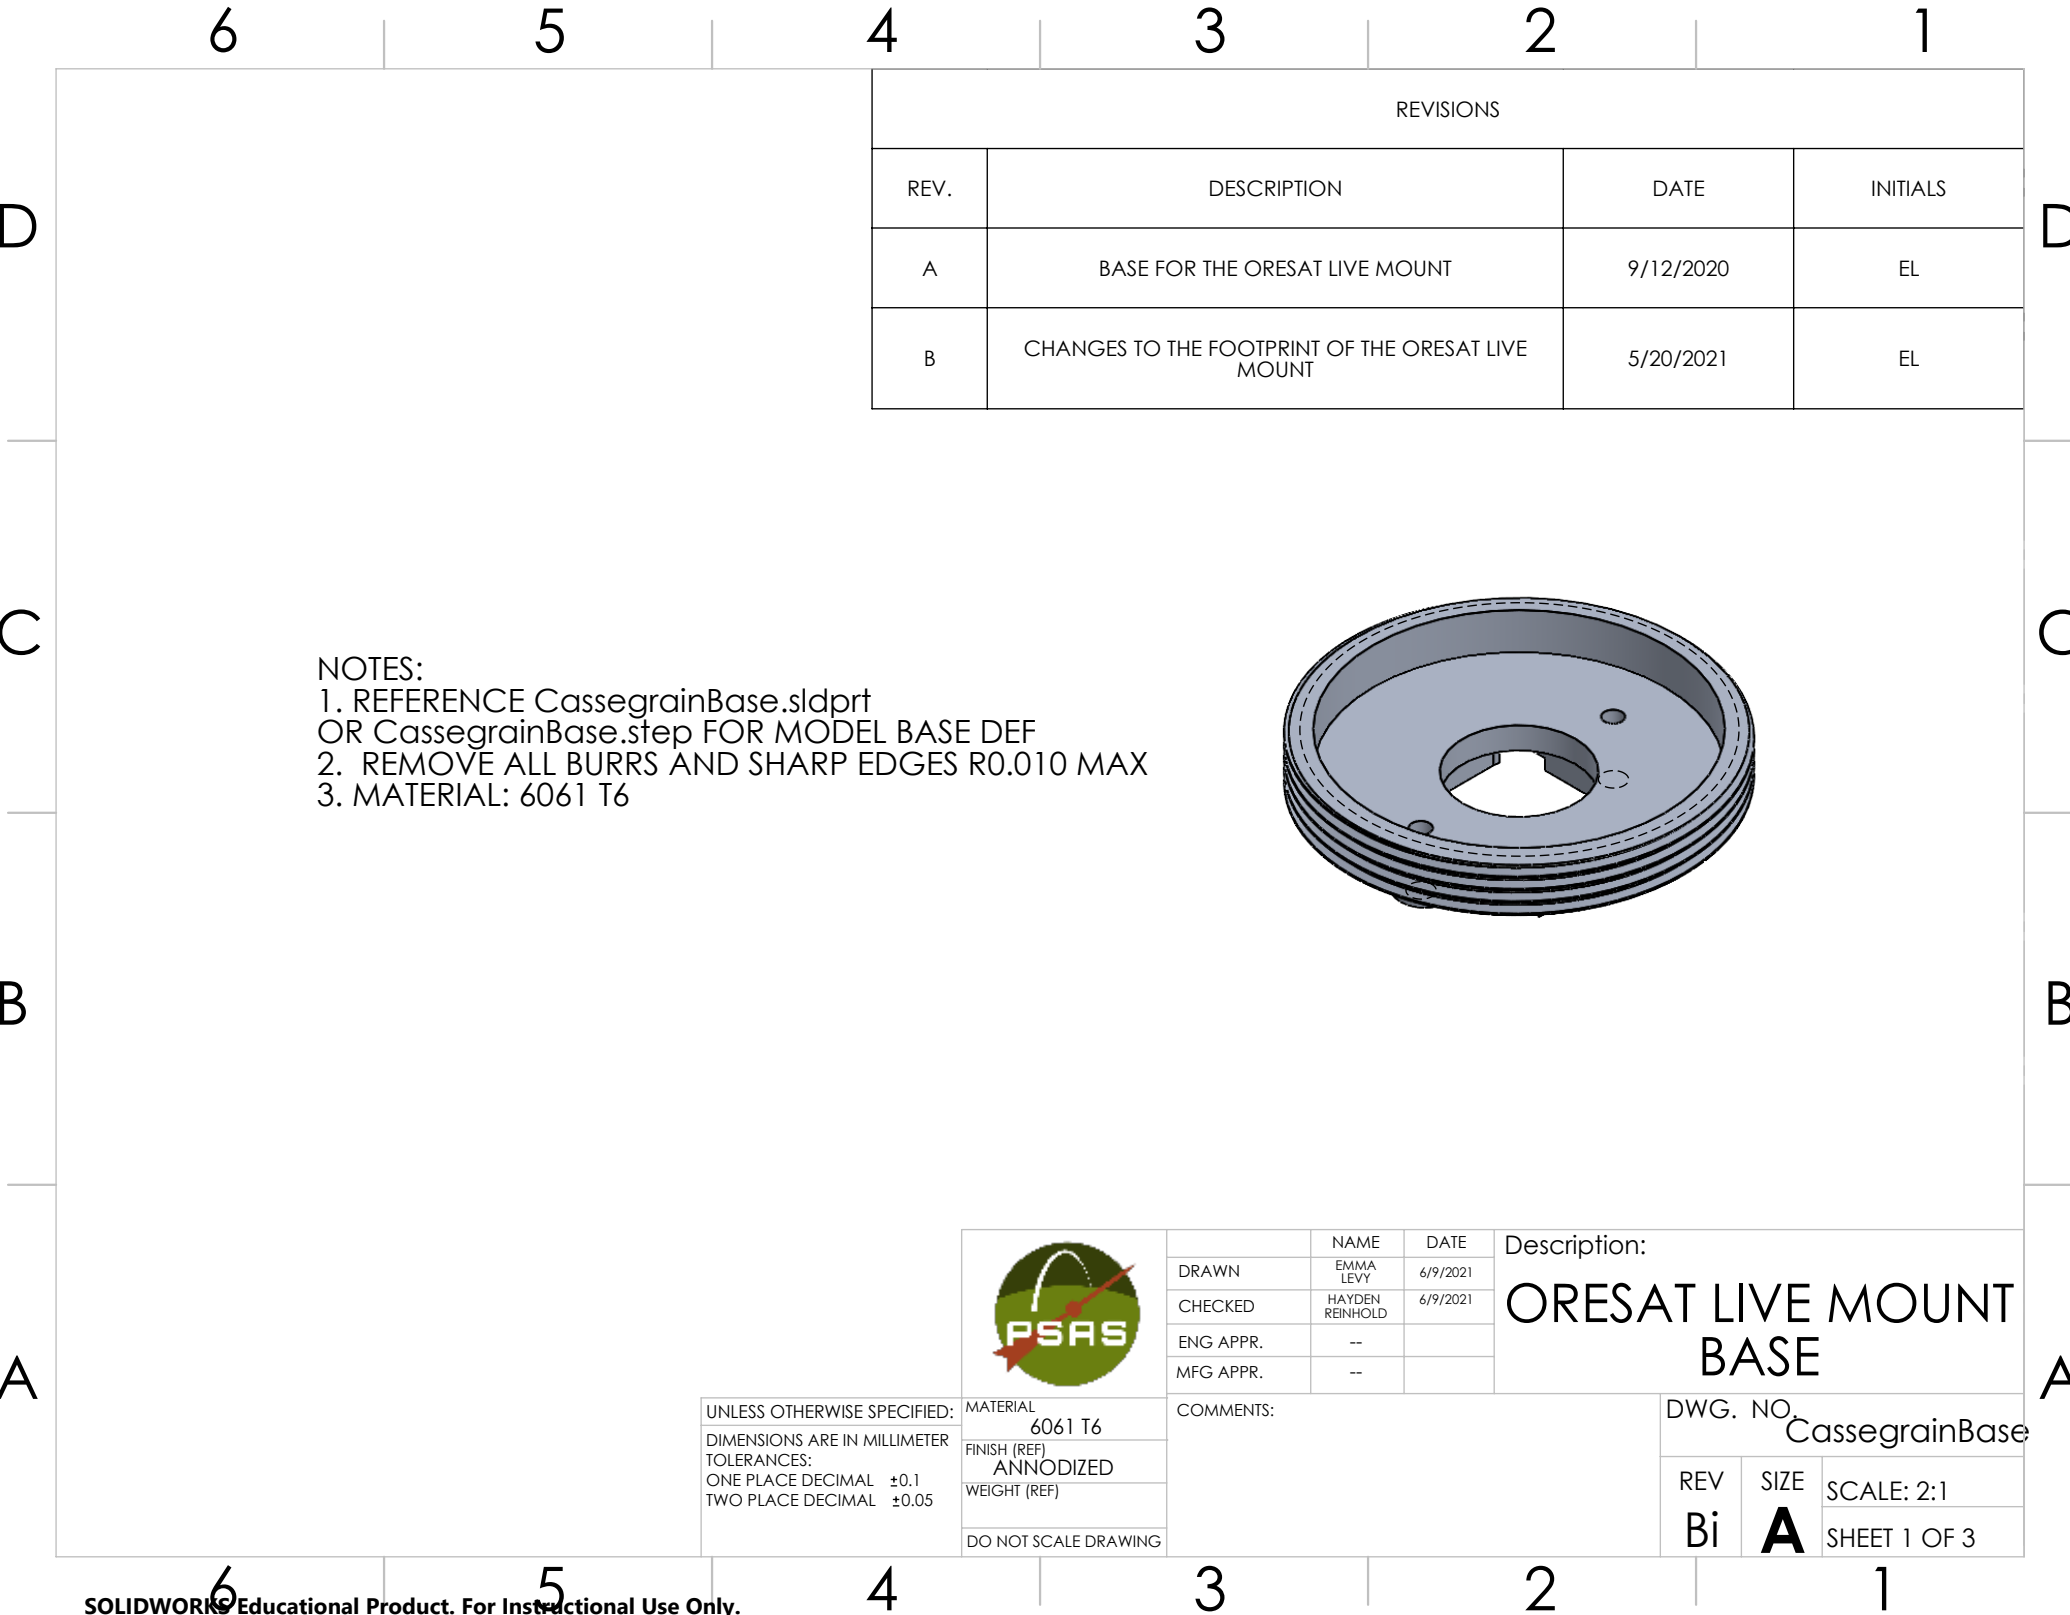 6 5 4 3 2 1
REVISIONS
REV. DESCRIPTION DATE INITIALS
A BASE FOR THE ORESAT LIVE MOUNT 9/12/2020 EL
B CHANGES TO THE FOOTPRINT OF THE ORESAT LIVE
MOUNT 5/20/2021 EL
D D
C C
NOTES:
1. REFERENCE CassegrainBase.sldprt
OR CassegrainBase.step FOR MODEL BASE DEF
2. REMOVE ALL BURRS AND SHARP EDGES R0.010 MAX
3. MATERIAL: 6061 T6
B B
A A
PSAS
NAME DATE
DRAWN EMMA
LEVY 6/9/2021
CHECKED HAYDEN
REINHOLD 6/9/2021
ENG APPR. --
MFG APPR. --
Description:
ORESAT LIVE MOUNT
BASE
UNLESS OTHERWISE SPECIFIED:
DIMENSIONS ARE IN MILLIMETER
TOLERANCES:
ONE PLACE DECIMAL ±0.1
TWO PLACE DECIMAL ±0.05
MATERIAL
6061 T6
FINISH (REF)
ANNODIZED
WEIGHT (REF)
DO NOT SCALE DRAWING
COMMENTS:
DWG. NO.
CassegrainBase
REV
Bi
SIZE
A
SCALE: 2:1
SHEET 1 OF 3
6 5 4 3 2 1
SOLIDWORKS Educational Product. For Instructional Use Only.